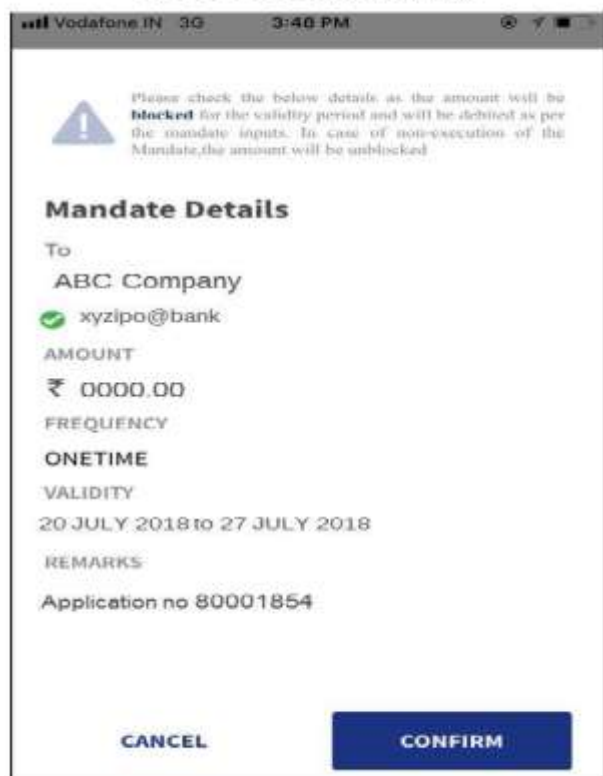 Vodafone IN 3G 3:46 PM
Please check the below details as the amount will be
blocked for the validity period and will be debited as per
the mandate inputs. In case of non-execution of the
Mandate,the amount will be unblocked
Mandate Details
To
ABC Company
xyzipo@bank
AMOUNT
₹ 0000.00
FREQUENCY
ONETIME
VALIDITY
20 JULY 2018 to 27 JULY 2018
REMARKS
Application no 80001854
CANCEL CONFIRM